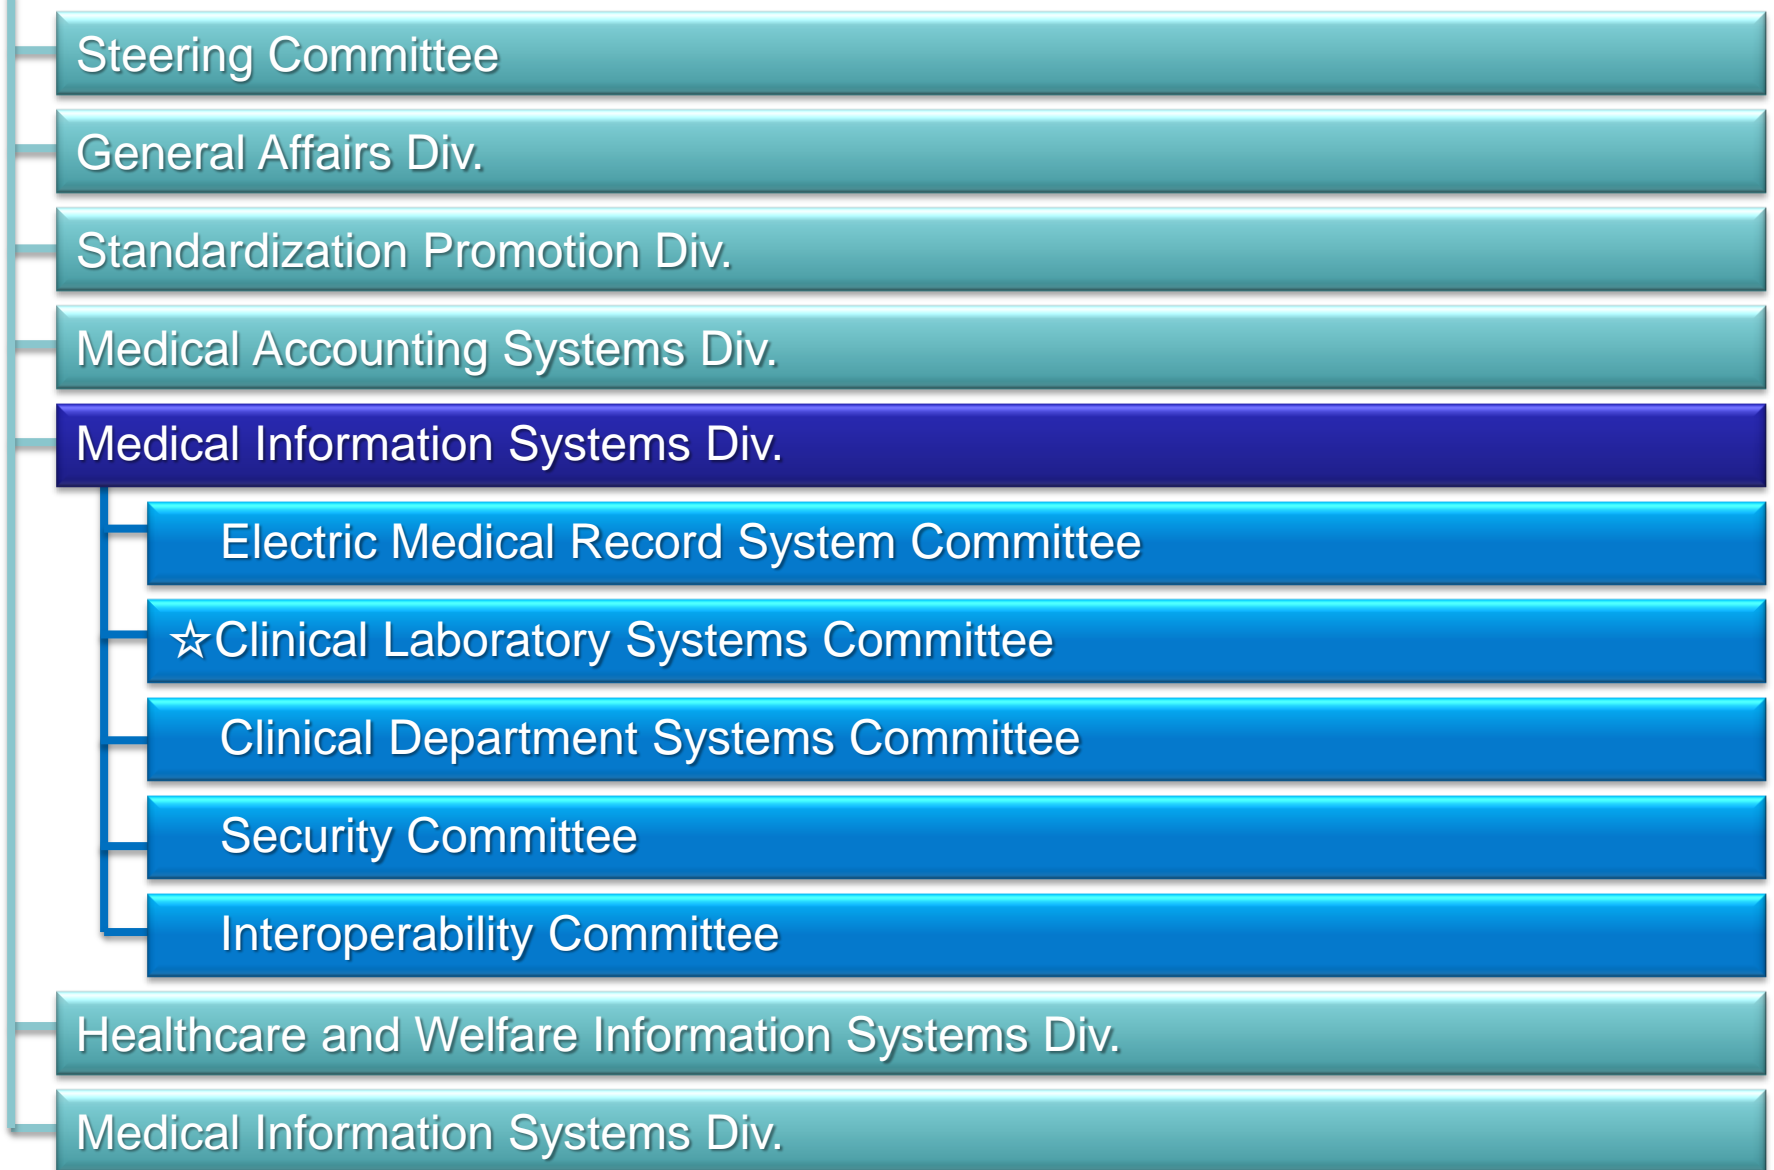 Steering Committee
General Affairs Div.
Standardization Promotion Div.
Medical Accounting Systems Div.
Medical Information Systems Div.
Electric Medical Record System Committee
☆Clinical Laboratory Systems Committee
Clinical Department Systems Committee
Security Committee
Interoperability Committee
Healthcare and Welfare Information Systems Div.
Medical Information Systems Div.